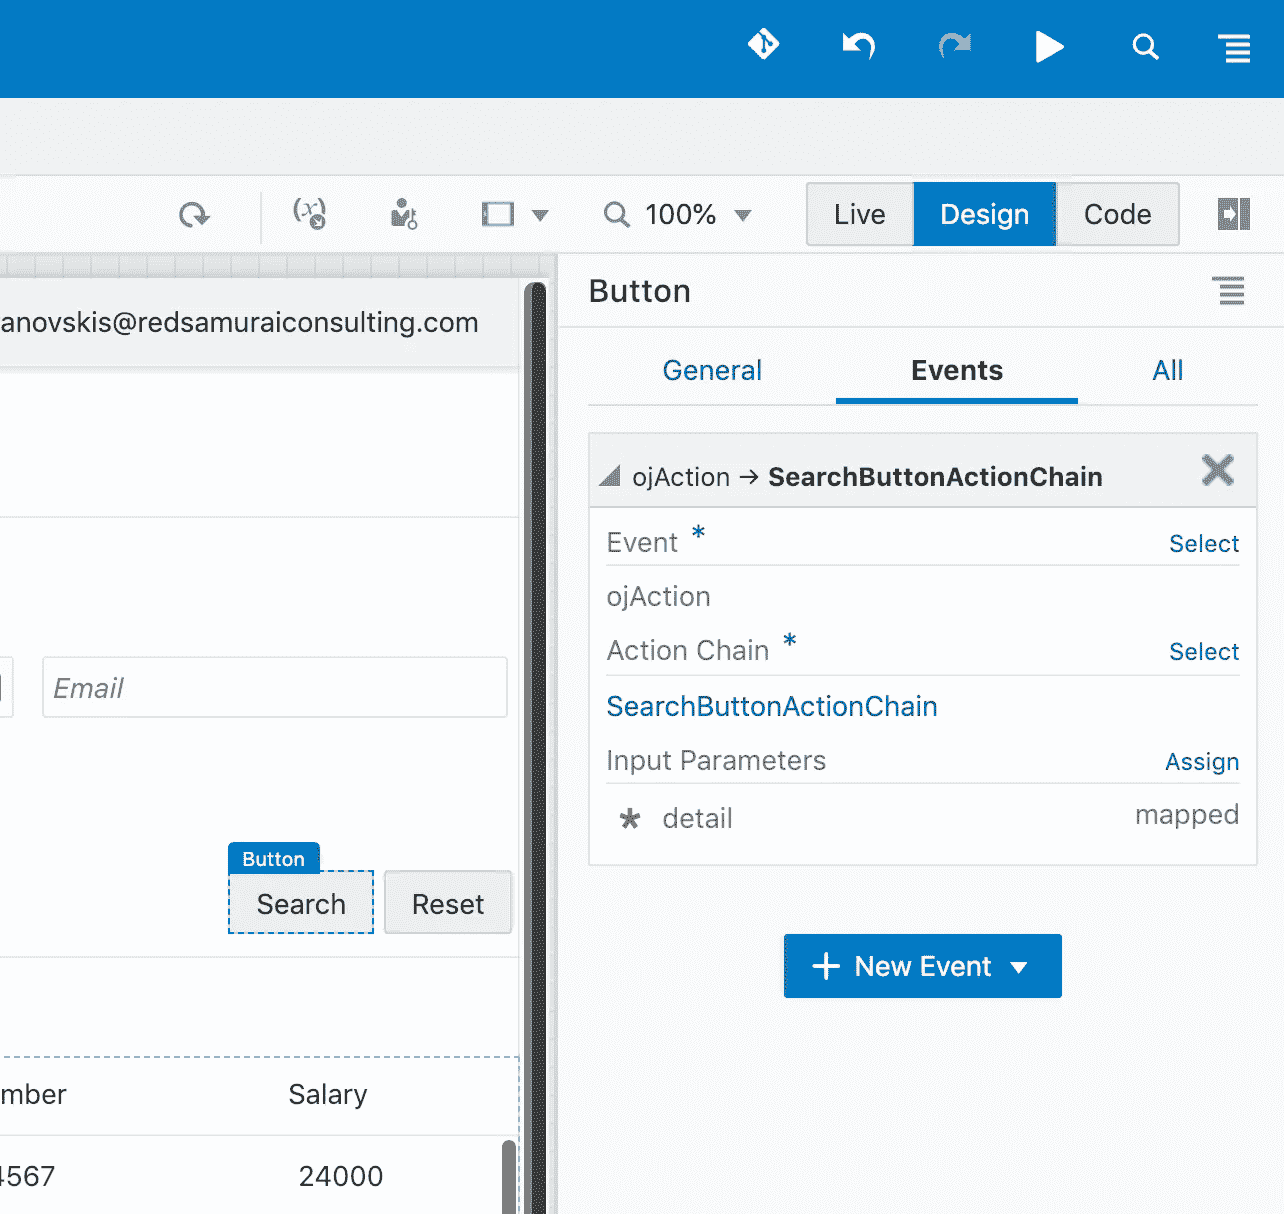 100%
Live
Design
Code
anovskis@redsamuraiconsulting.com
Email
Button
Search
Reset
mber
Salary
4567
24000
Button
General
Events
All
ojAction → SearchButtonActionChain
Event *
Select
ojAction
Action Chain *
Select
SearchButtonActionChain
Input Parameters
Assign
* detail
mapped
+ New Event